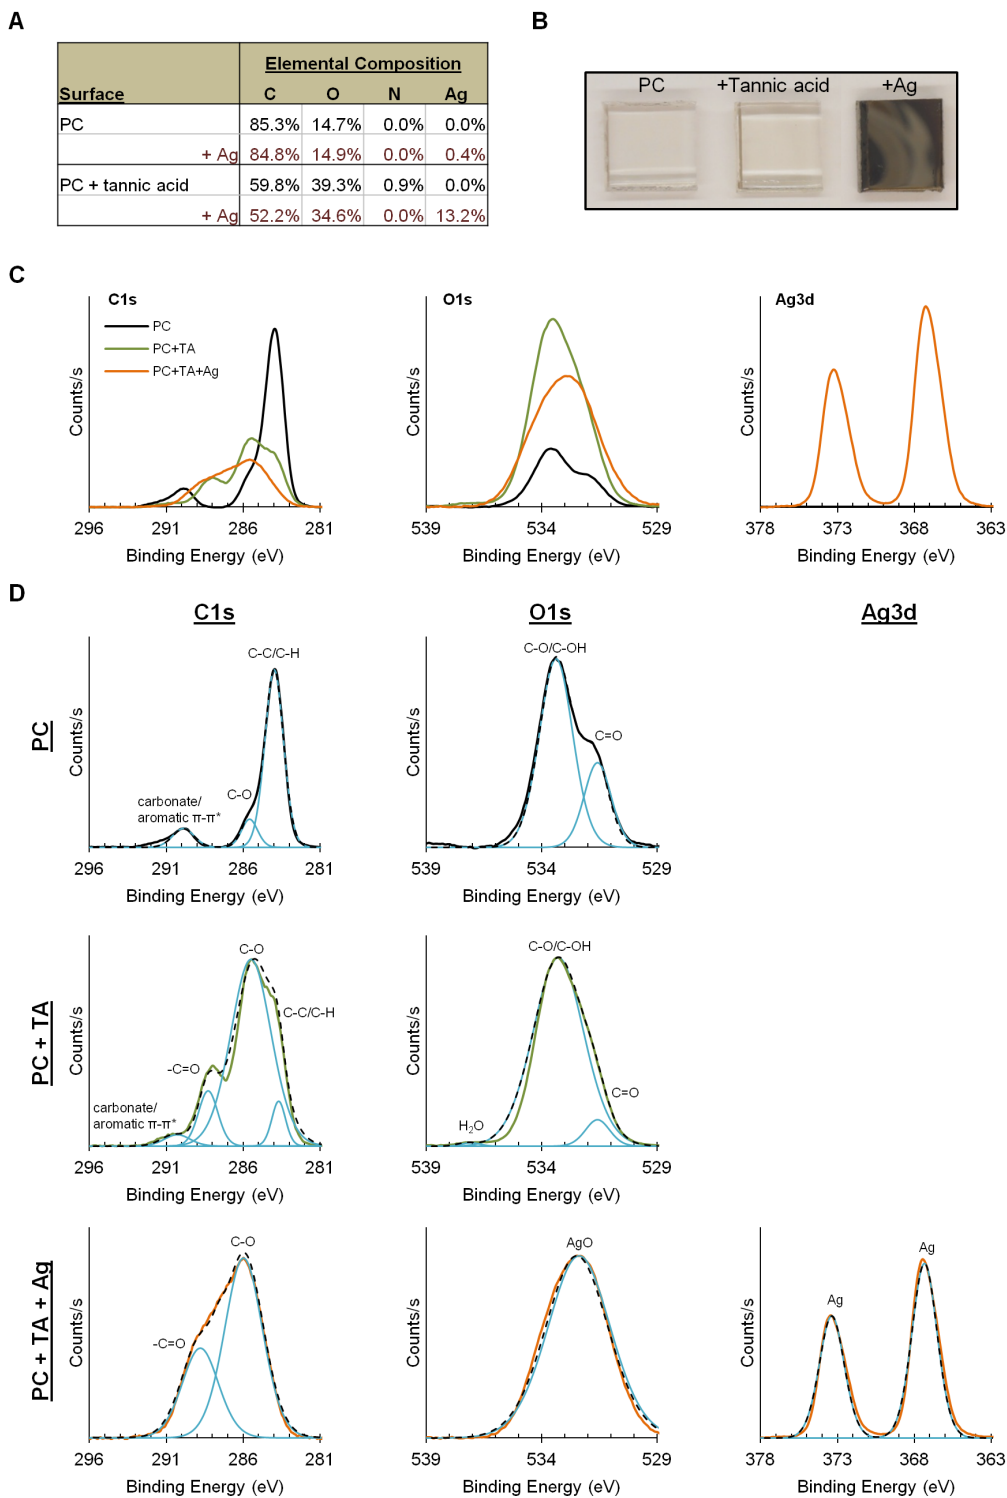 A
Elemental Composition
Surface C O N Ag
PC 85.3% 14.7% 0.0% 0.0%
+ Ag 84.8% 14.9% 0.0% 0.4%
PC + tannic acid 59.8% 39.3% 0.9% 0.0%
+ Ag 52.2% 34.6% 0.0% 13.2%
B
PC +Tannic acid +Ag
C
C1s
PC
PC+TA
PC+TA+Ag
Counts/s
296 291 286 281
Binding Energy (eV)
O1s
Counts/s
539 534 529
Binding Energy (eV)
Ag3d
Counts/s
378 373 368 363
Binding Energy (eV)
D
C1s O1s Ag3d
PC
Counts/s
C-C/C-H
C-O
carbonate/
aromatic π-π*
296 291 286 281
Binding Energy (eV)
Counts/s
C-O/C-OH
C=O
539 534 529
Binding Energy (eV)
PC + TA
Counts/s
C-O
C-C/C-H
-C=O
carbonate/
aromatic π-π*
296 291 286 281
Binding Energy (eV)
Counts/s
C-O/C-OH
C=O
H₂O
539 534 529
Binding Energy (eV)
PC + TA + Ag
Counts/s
C-O
-C=O
296 291 286 281
Binding Energy (eV)
Counts/s
AgO
539 534 529
Binding Energy (eV)
Counts/s
Ag
Ag
378 373 368 363
Binding Energy (eV)